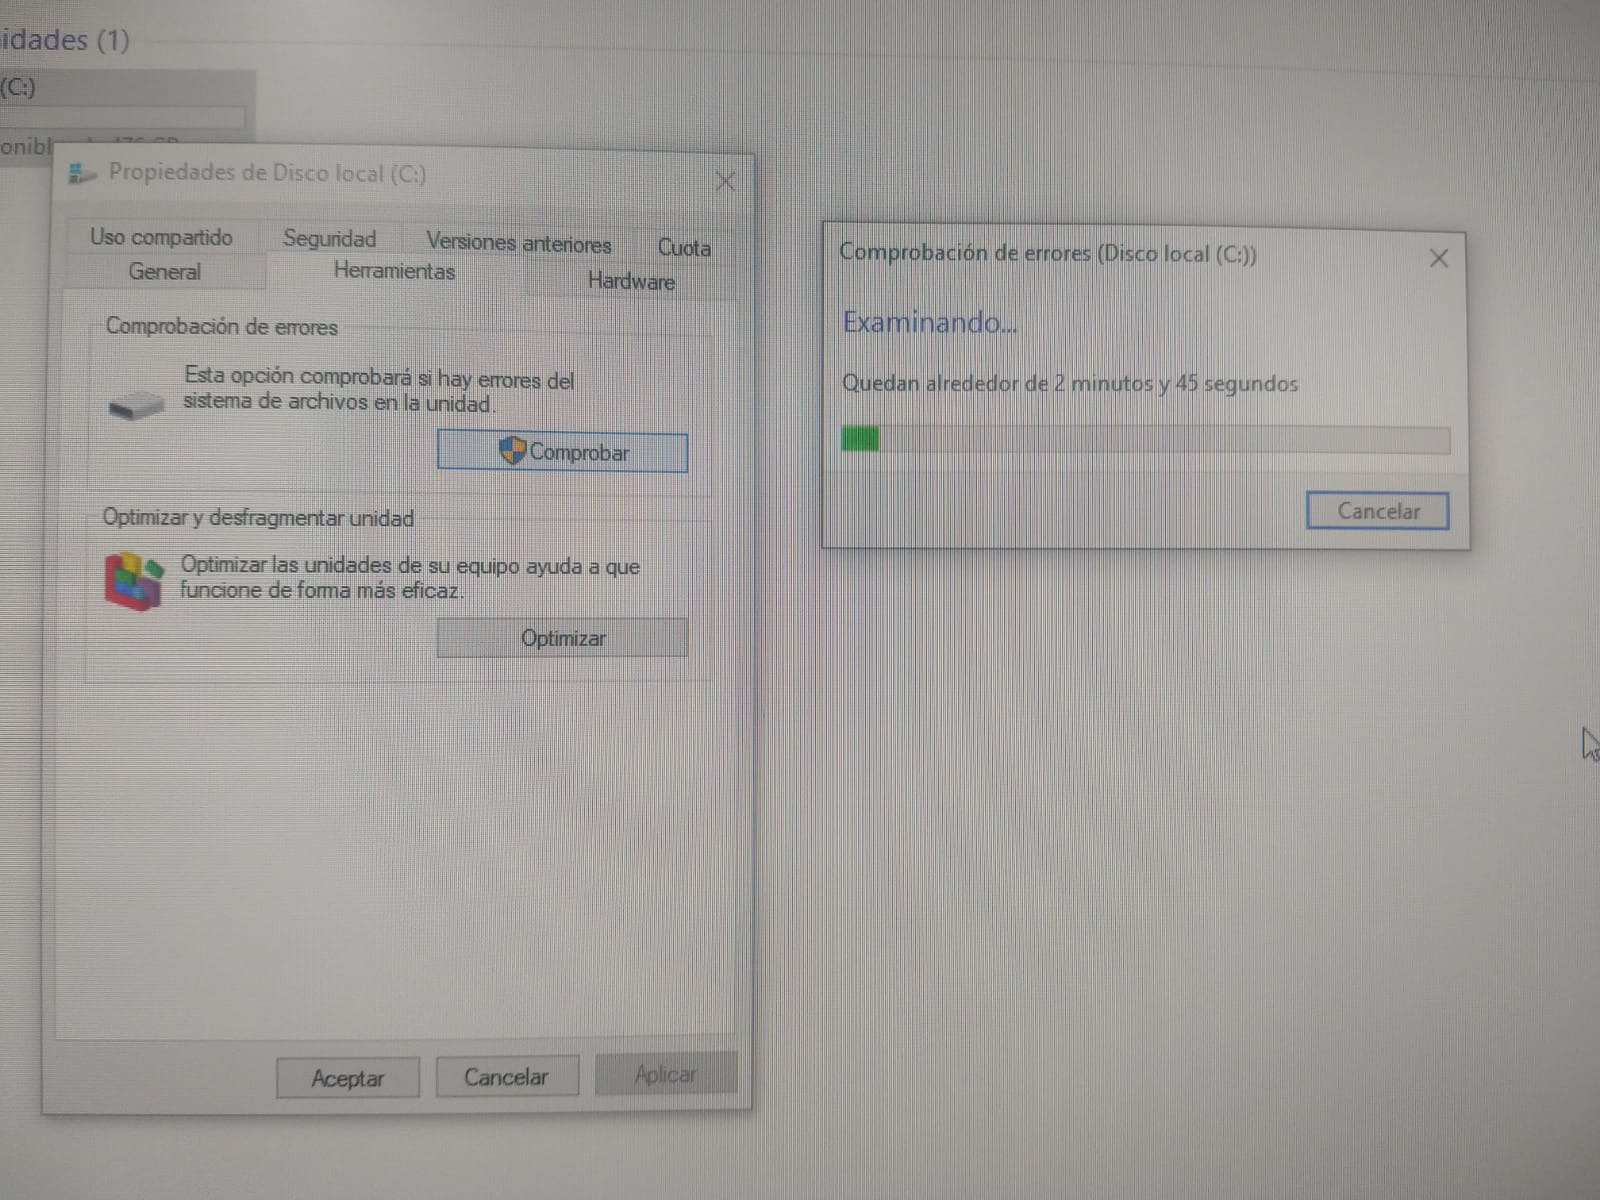 idades (1)
(C:)
Propiedades de Disco local (C:)
Uso compartido
Seguridad
Versiones anteriores
Cuota
General
Herramientas
Hardware
Comprobación de errores
Esta opción comprobará si hay errores del
sistema de archivos en la unidad.
Comprobar
Optimizar y desfragmentar unidad
Optimizar las unidades de su equipo ayuda a que
funcione de forma más eficaz.
Optimizar
Aceptar
Cancelar
Aplicar
Comprobación de errores (Disco local (C:))
Examinando...
Quedan alrededor de 2 minutos y 45 segundos
Cancelar